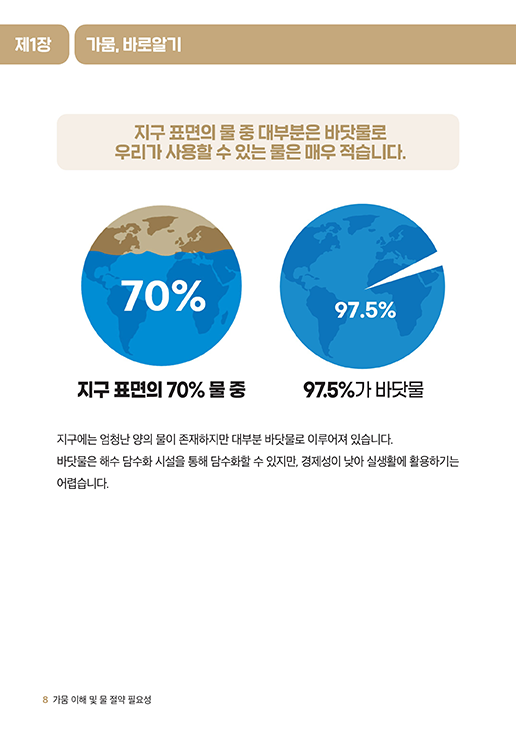 제1장
가뭄, 바로알기
지구 표면의 물 중 대부분은 바닷물로
우리가 사용할 수 있는 물은 매우 적습니다.
70%
97.5%
지구 표면의 70% 물 중
97.5%가 바닷물
지구에는 엄청난 양의 물이 존재하지만 대부분 바닷물로 이루어져 있습니다.
바닷물은 해수 담수화 시설을 통해 담수화할 수 있지만, 경제성이 낮아 실생활에 활용하기는
어렵습니다.
8 가뭄 이해 및 물 절약 필요성